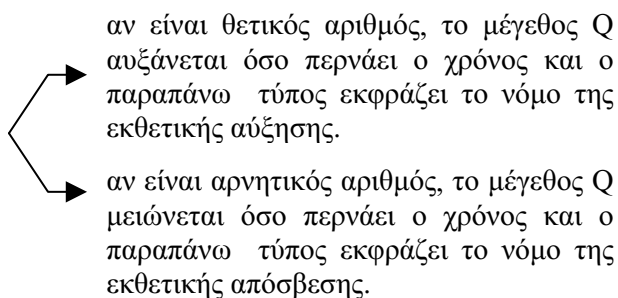 αν είναι θετικός αριθμός, το μέγεθος Q
αυξάνεται όσο περνάει ο χρόνος και ο
παραπάνω τύπος εκφράζει το νόμο της
εκθετικής αύξησης.
αν είναι αρνητικός αριθμός, το μέγεθος Q
μειώνεται όσο περνάει ο χρόνος και ο
παραπάνω τύπος εκφράζει το νόμο της
εκθετικής απόσβεσης.